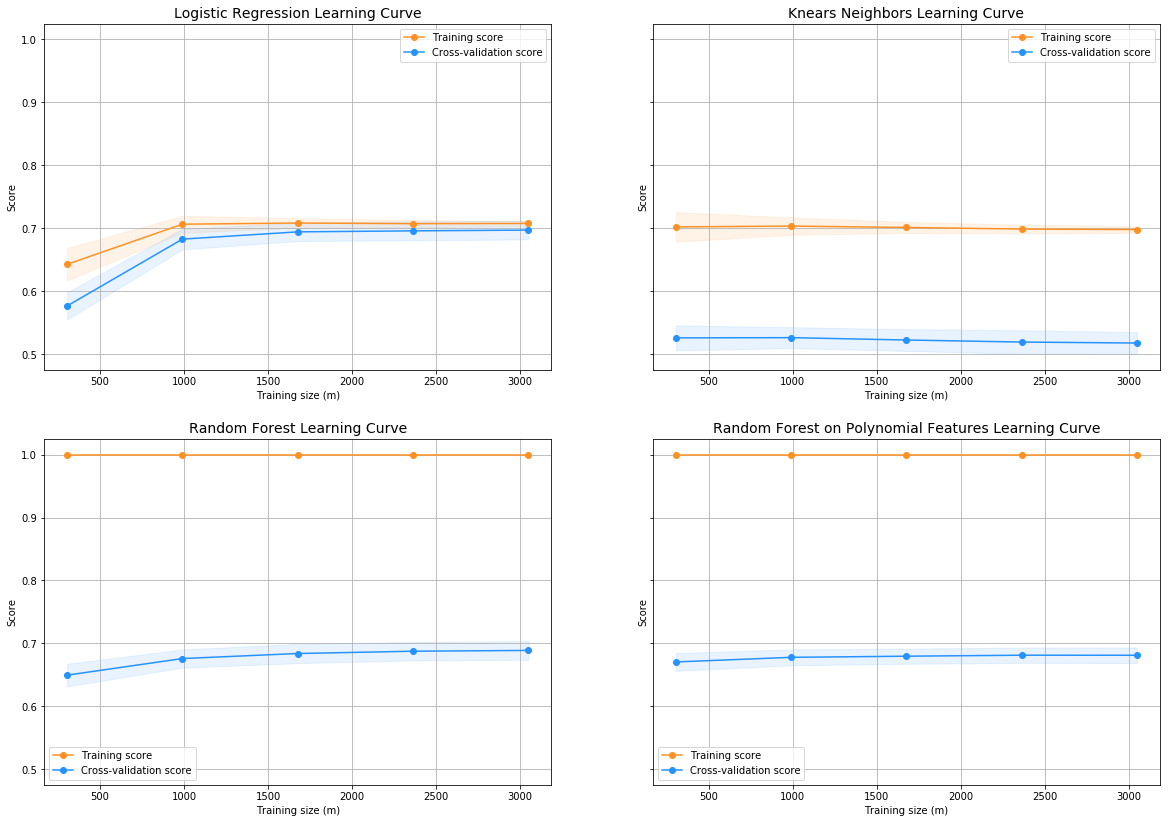 Logistic Regression Learning Curve
Training score
Cross-validation score
1.0
0.9
0.8
0.7
0.6
0.5
Score
500 1000 1500 2000 2500 3000
Training size (m)
Knears Neighbors Learning Curve
Training score
Cross-validation score
Score
500 1000 1500 2000 2500 3000
Training size (m)
Random Forest Learning Curve
1.0
0.9
0.8
0.7
0.6
0.5
Score
Training score
Cross-validation score
500 1000 1500 2000 2500 3000
Training size (m)
Random Forest on Polynomial Features Learning Curve
Score
Training score
Cross-validation score
500 1000 1500 2000 2500 3000
Training size (m)